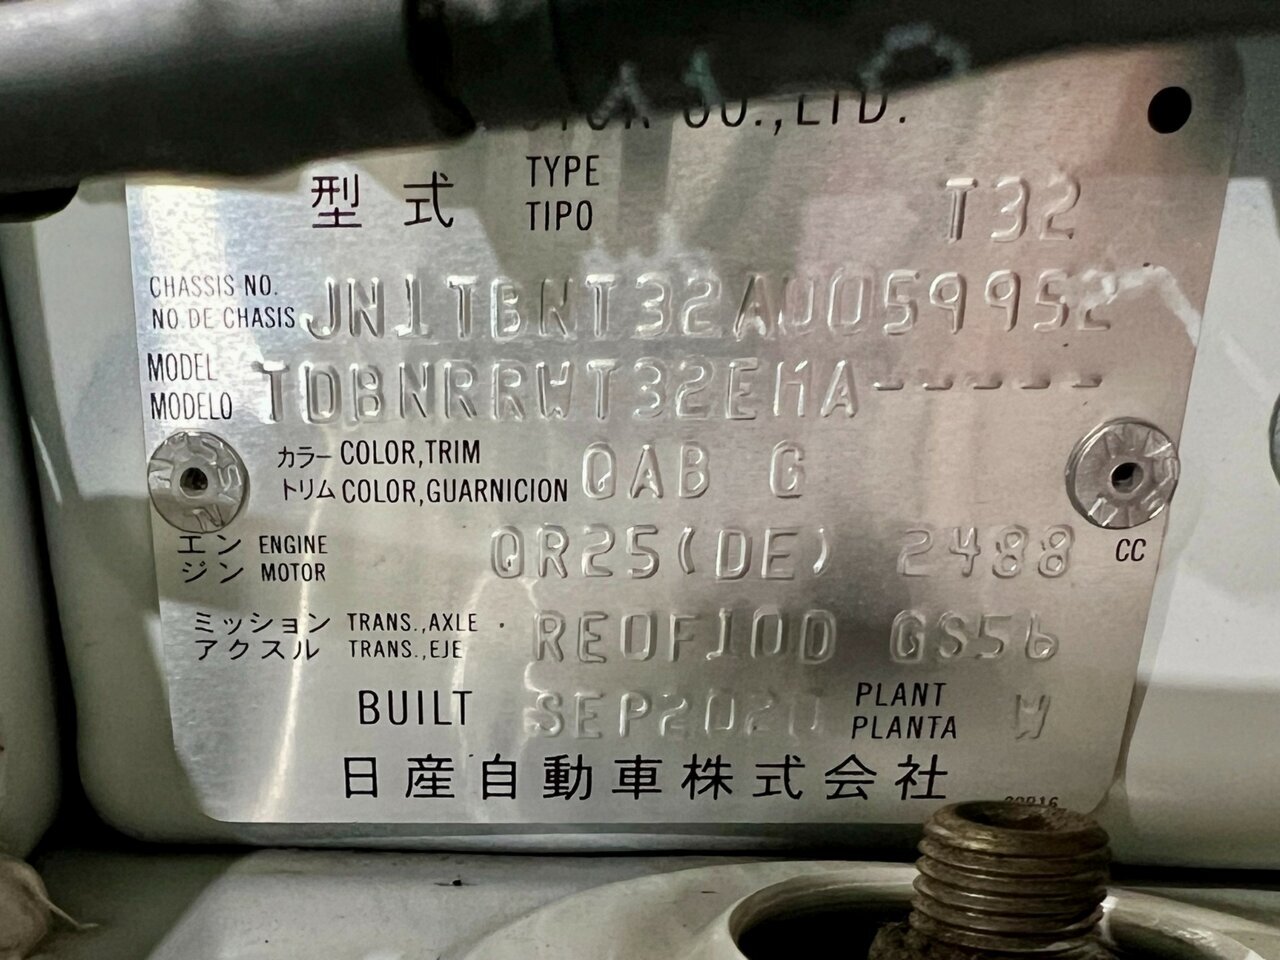 CO.,LTD.
型式 TYPE T32
TIPO
CHASSIS NO. JN1TBNT32A0059952
NO.DE CHASIS
MODEL TDBNRRWT32EMA-----
MODELO
カラー COLOR,TRIM QAB G
トリム COLOR,GUARNICION
エン ENGINE QR25(DE) 2488 CC
ジン MOTOR
ミッション TRANS.,AXLE RE0F10D GS56
アクスル TRANS.,EJE
BUILT SEP2020 PLANT W
PLANTA
日産自動車株式会社